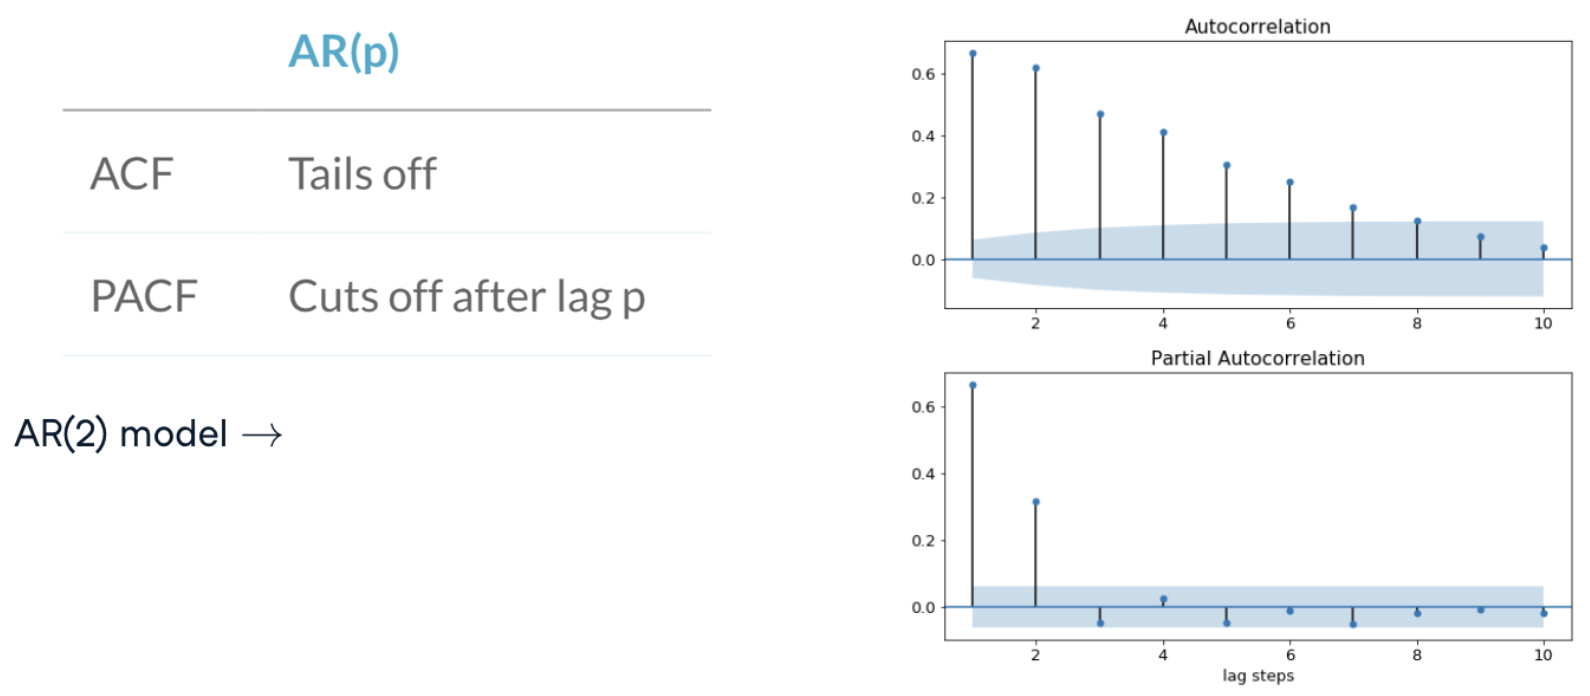 AR(p)
ACF Tails off
PACF Cuts off after lag p
AR(2) model →
Autocorrelation
0.6
0.4
0.2
0.0
2 4 6 8 10
Partial Autocorrelation
0.6
0.4
0.2
0.0
2 4 6 8 10
lag steps